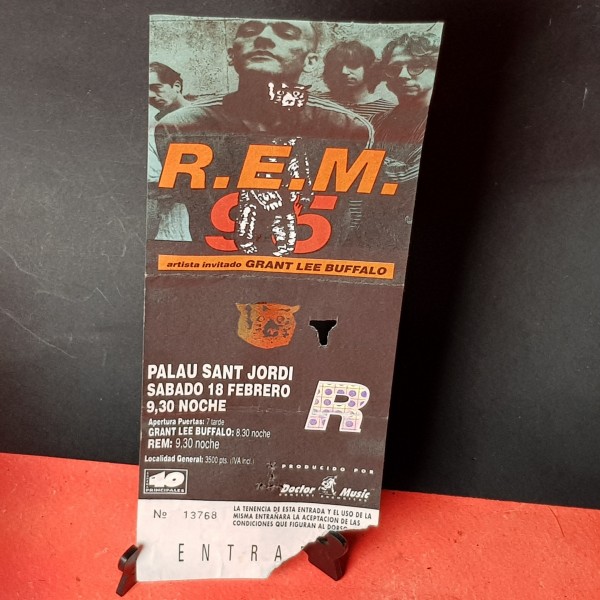 R.E.M.
95
artista invitado GRANT LEE BUFFALO
PALAU SANT JORDI
SABADO 18 FEBRERO
9,30 NOCHE
Apertura Puertas: 7 tarde
GRANT LEE BUFFALO: 8.30 noche
REM: 9.30 noche
Localidad General: 3500 pts. (IVA incl.)
R
PRODUCIDO POR
Doctor Music
40
PRINCIPALES
Nº 13768
LA TENENCIA DE ESTA ENTRADA Y EL USO DE LA
MISMA ENTRAÑARA LA ACEPTACION DE LAS
CONDICIONES QUE FIGURAN AL DORSO
ENTRA